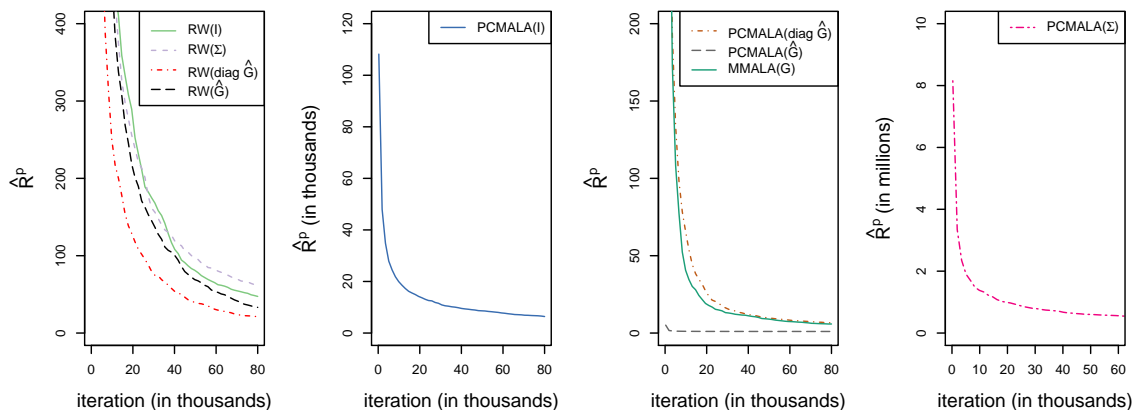 RW(I)
RW(Σ)
RW(diag Ĝ)
RW(Ĝ)
400
300
200
100
0
R̂ᵖ
0 20 40 60 80
iteration (in thousands)
PCMALA(I)
120
100
80
60
40
20
0
R̂ᵖ (in thousands)
0 20 40 60 80
iteration (in thousands)
PCMALA(diag Ĝ)
PCMALA(Ĝ)
MMALA(G)
200
150
100
50
0
R̂ᵖ
0 20 40 60 80
iteration (in thousands)
PCMALA(Σ)
10
8
6
4
2
0
R̂ᵖ (in millions)
0 10 20 30 40 50 60
iteration (in thousands)